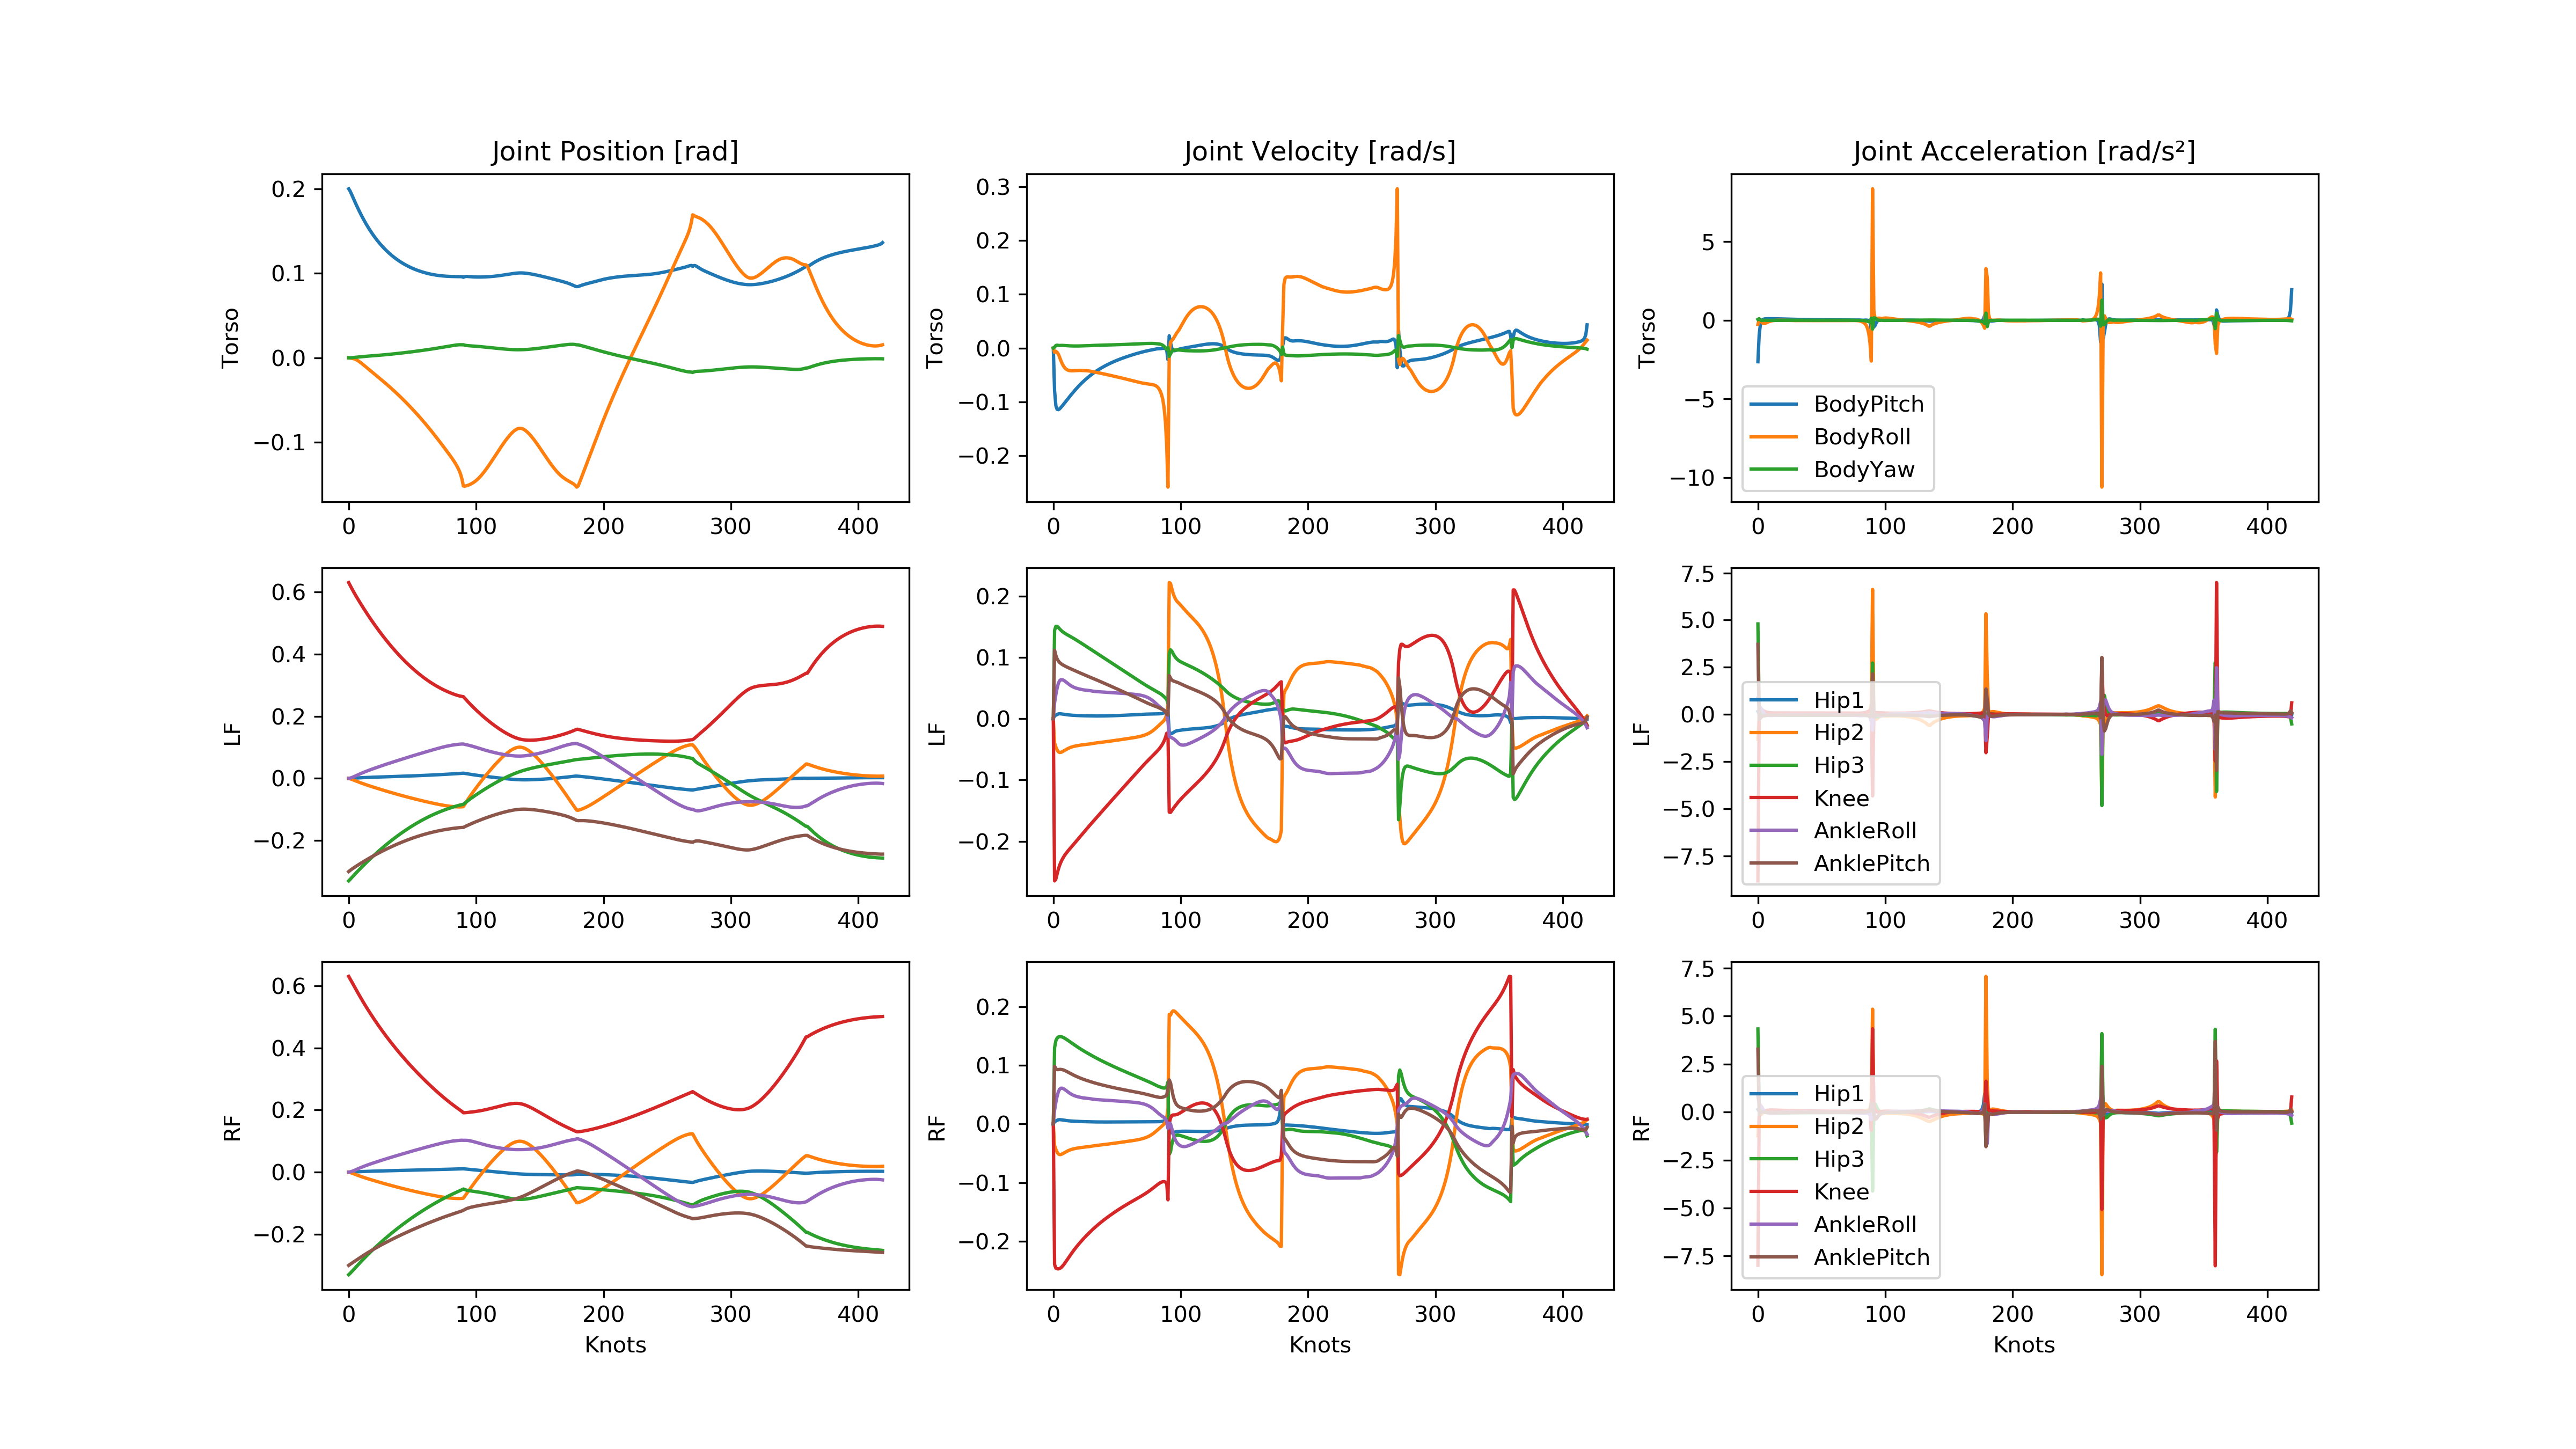 Joint Position [rad]
Joint Velocity [rad/s]
Joint Acceleration [rad/s²]
Torso
0.2
0.1
0.0
−0.1
0 100 200 300 400
Torso
0.3
0.2
0.1
0.0
−0.1
−0.2
0 100 200 300 400
Torso
5
0
−5
−10
BodyPitch
BodyRoll
BodyYaw
0 100 200 300 400
LF
0.6
0.4
0.2
0.0
−0.2
0 100 200 300 400
LF
0.2
0.1
0.0
−0.1
−0.2
0 100 200 300 400
LF
7.5
5.0
2.5
0.0
−2.5
−5.0
−7.5
Hip1
Hip2
Hip3
Knee
AnkleRoll
AnklePitch
0 100 200 300 400
RF
0.6
0.4
0.2
0.0
−0.2
0 100 200 300 400
Knots
RF
0.2
0.1
0.0
−0.1
−0.2
0 100 200 300 400
Knots
RF
7.5
5.0
2.5
0.0
−2.5
−5.0
−7.5
Hip1
Hip2
Hip3
Knee
AnkleRoll
AnklePitch
0 100 200 300 400
Knots